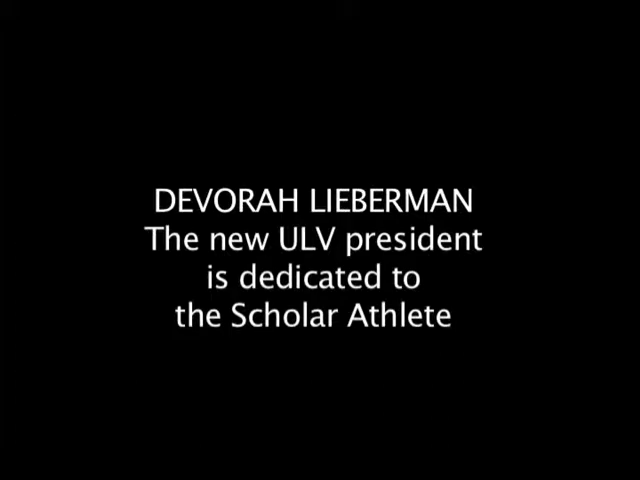 DEVORAH LIEBERMAN
The new ULV president
is dedicated to
the Scholar Athlete